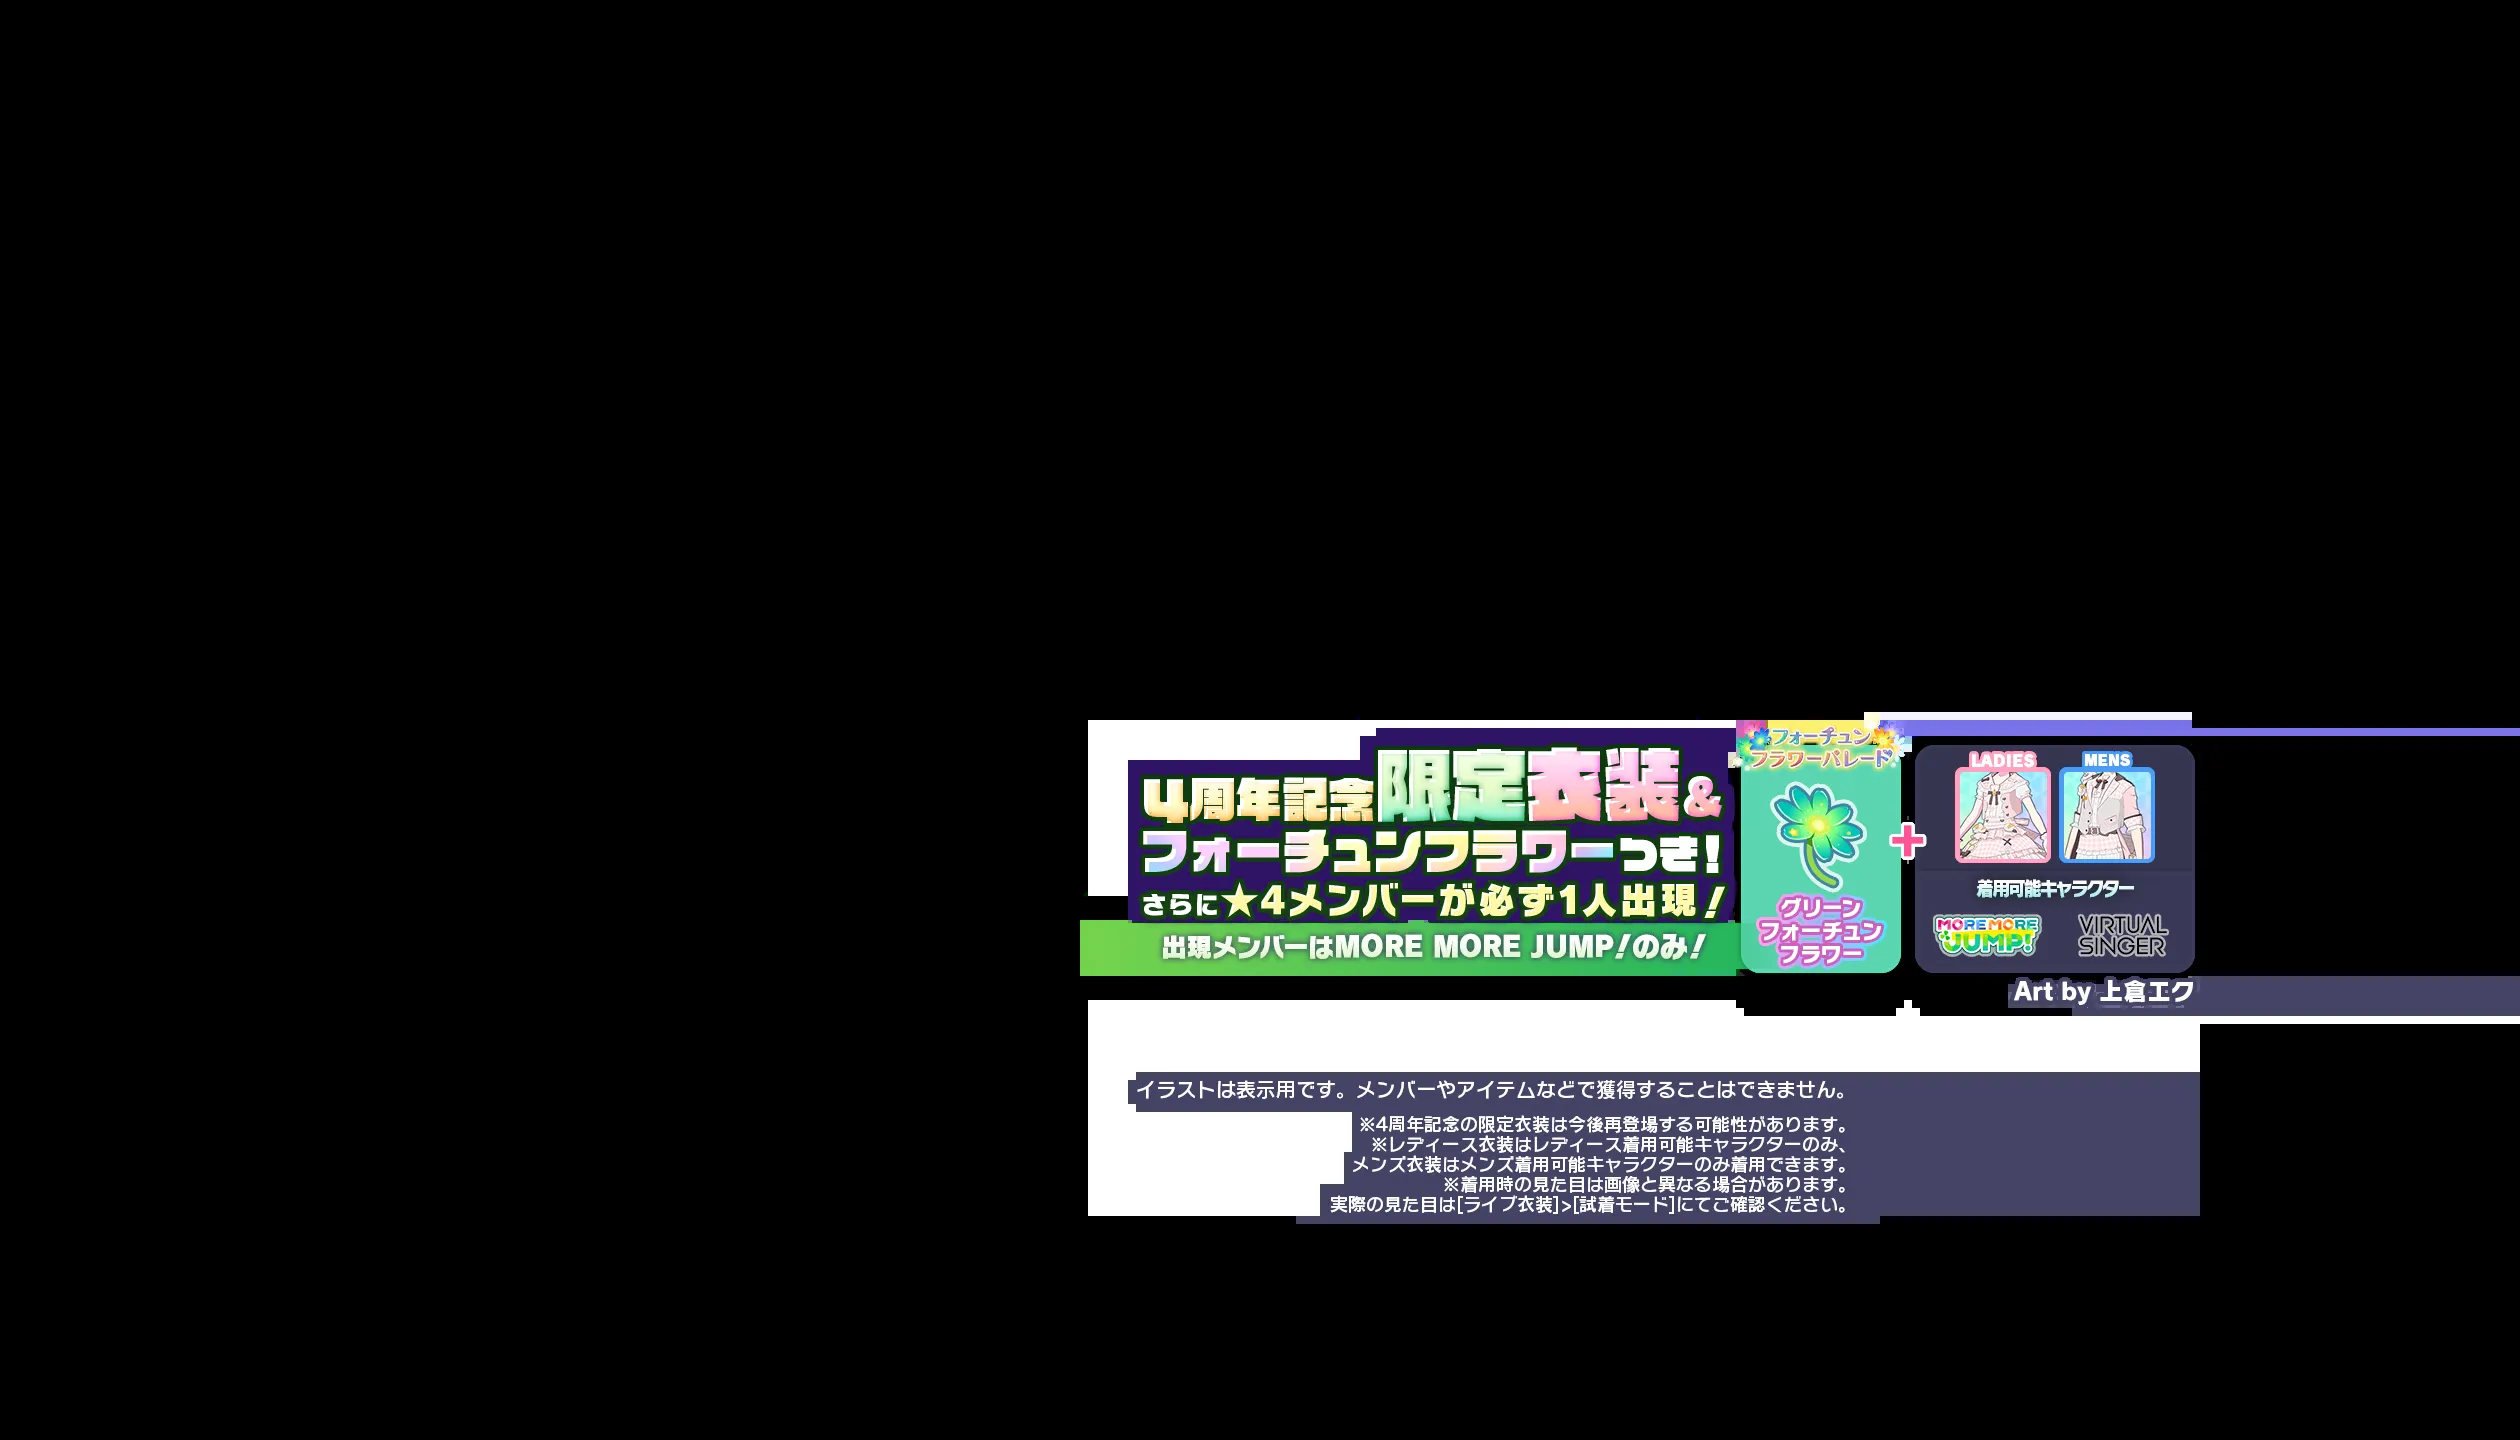 4周年記念限定衣装&
フォーチュンフラワーつき!
さらに★4メンバーが必ず1人出現!
出現メンバーはMORE MORE JUMP!のみ!
フォーチュン
フラワーパレード
グリーン
フォーチュン
フラワー
+
LADIES
MENS
着用可能キャラクター
MORE MORE
JUMP!
VIRTUAL
SINGER
Art by 上倉エク
イラストは表示用です。メンバーやアイテムなどで獲得することはできません。
※4周年記念の限定衣装は今後再登場する可能性があります。
※レディース衣装はレディース着用可能キャラクターのみ、
メンズ衣装はメンズ着用可能キャラクターのみ着用できます。
※着用時の見た目は画像と異なる場合があります。
実際の見た目は[ライブ衣装]>[試着モード]にてご確認ください。